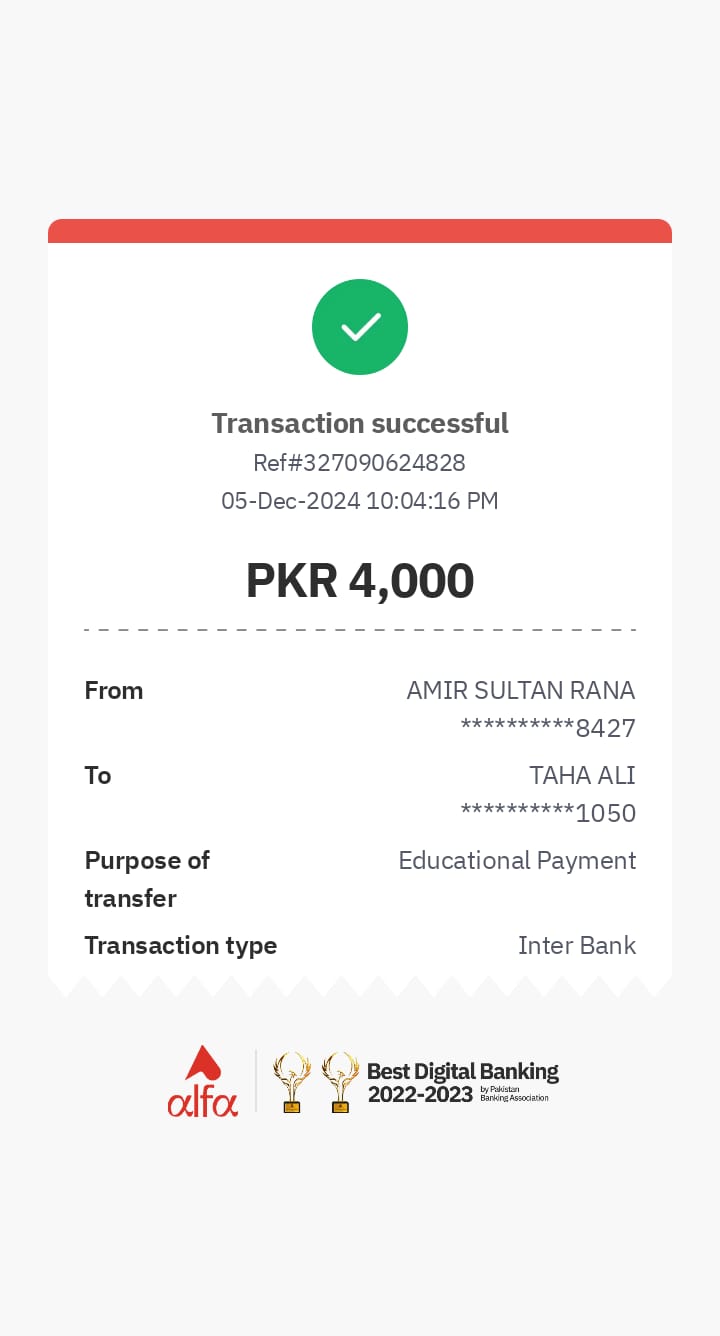 Transaction successful
Ref#327090624828
05-Dec-2024 10:04:16 PM
PKR 4,000
From AMIR SULTAN RANA
**********8427
To TAHA ALI
**********1050
Purpose of Educational Payment
transfer
Transaction type Inter Bank
alfa
Best Digital Banking
2022-2023 by Pakistan
Banking Association